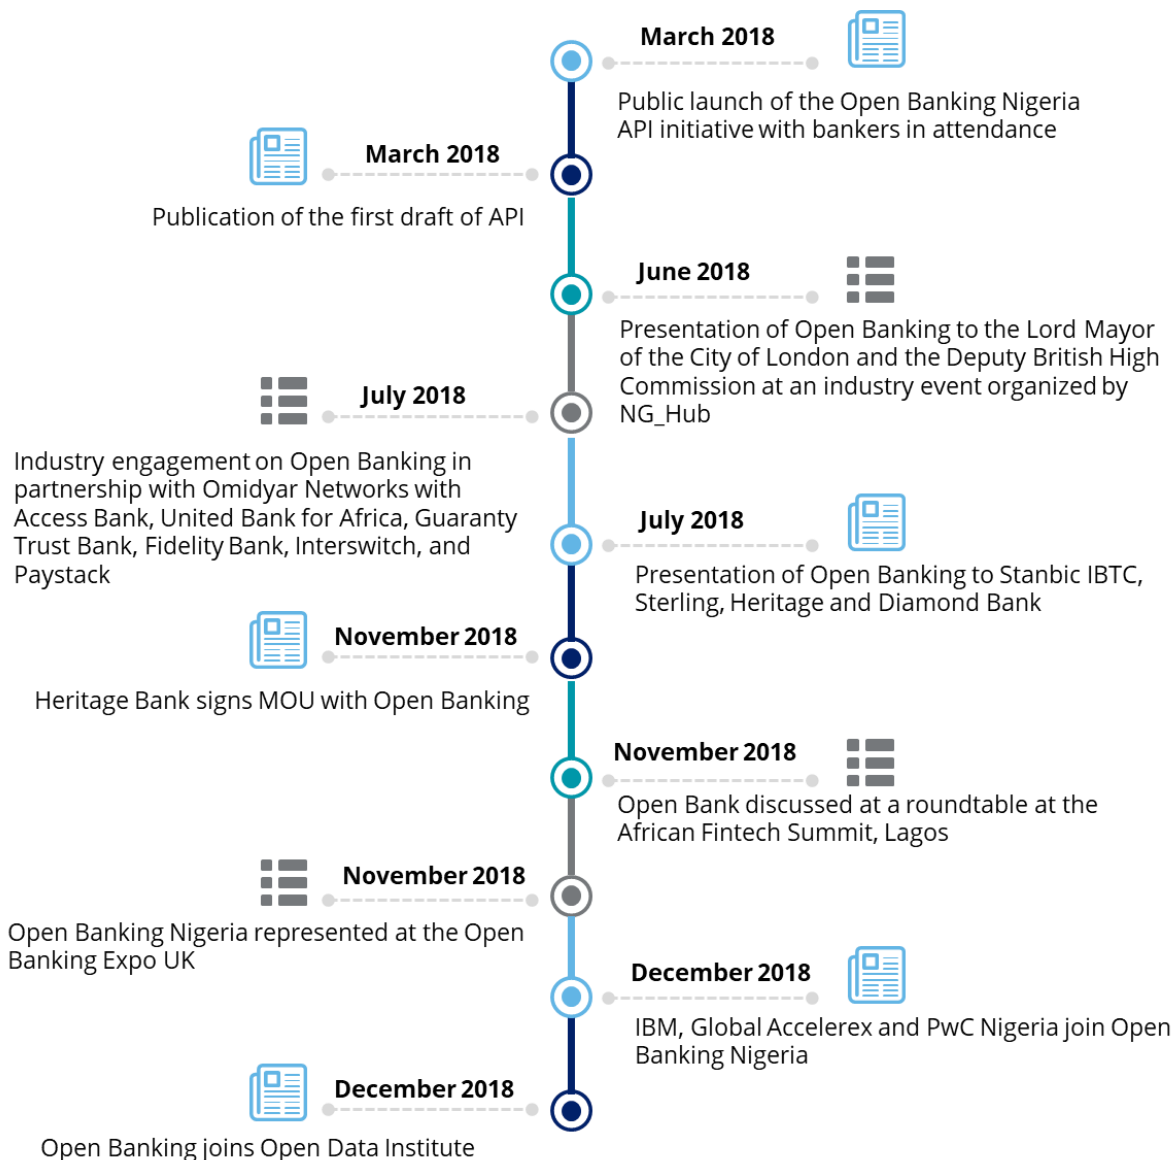 March 2018
Public launch of the Open Banking Nigeria
API initiative with bankers in attendance
March 2018
Publication of the first draft of API
June 2018
Presentation of Open Banking to the Lord Mayor
of the City of London and the Deputy British High
Commission at an industry event organized by
NG_Hub
July 2018
Industry engagement on Open Banking in
partnership with Omidyar Networks with
Access Bank, United Bank for Africa, Guaranty
Trust Bank, Fidelity Bank, Interswitch, and
Paystack
July 2018
Presentation of Open Banking to Stanbic IBTC,
Sterling, Heritage and Diamond Bank
November 2018
Heritage Bank signs MOU with Open Banking
November 2018
Open Bank discussed at a roundtable at the
African Fintech Summit, Lagos
November 2018
Open Banking Nigeria represented at the Open
Banking Expo UK
December 2018
IBM, Global Accelerex and PwC Nigeria join Open
Banking Nigeria
December 2018
Open Banking joins Open Data Institute